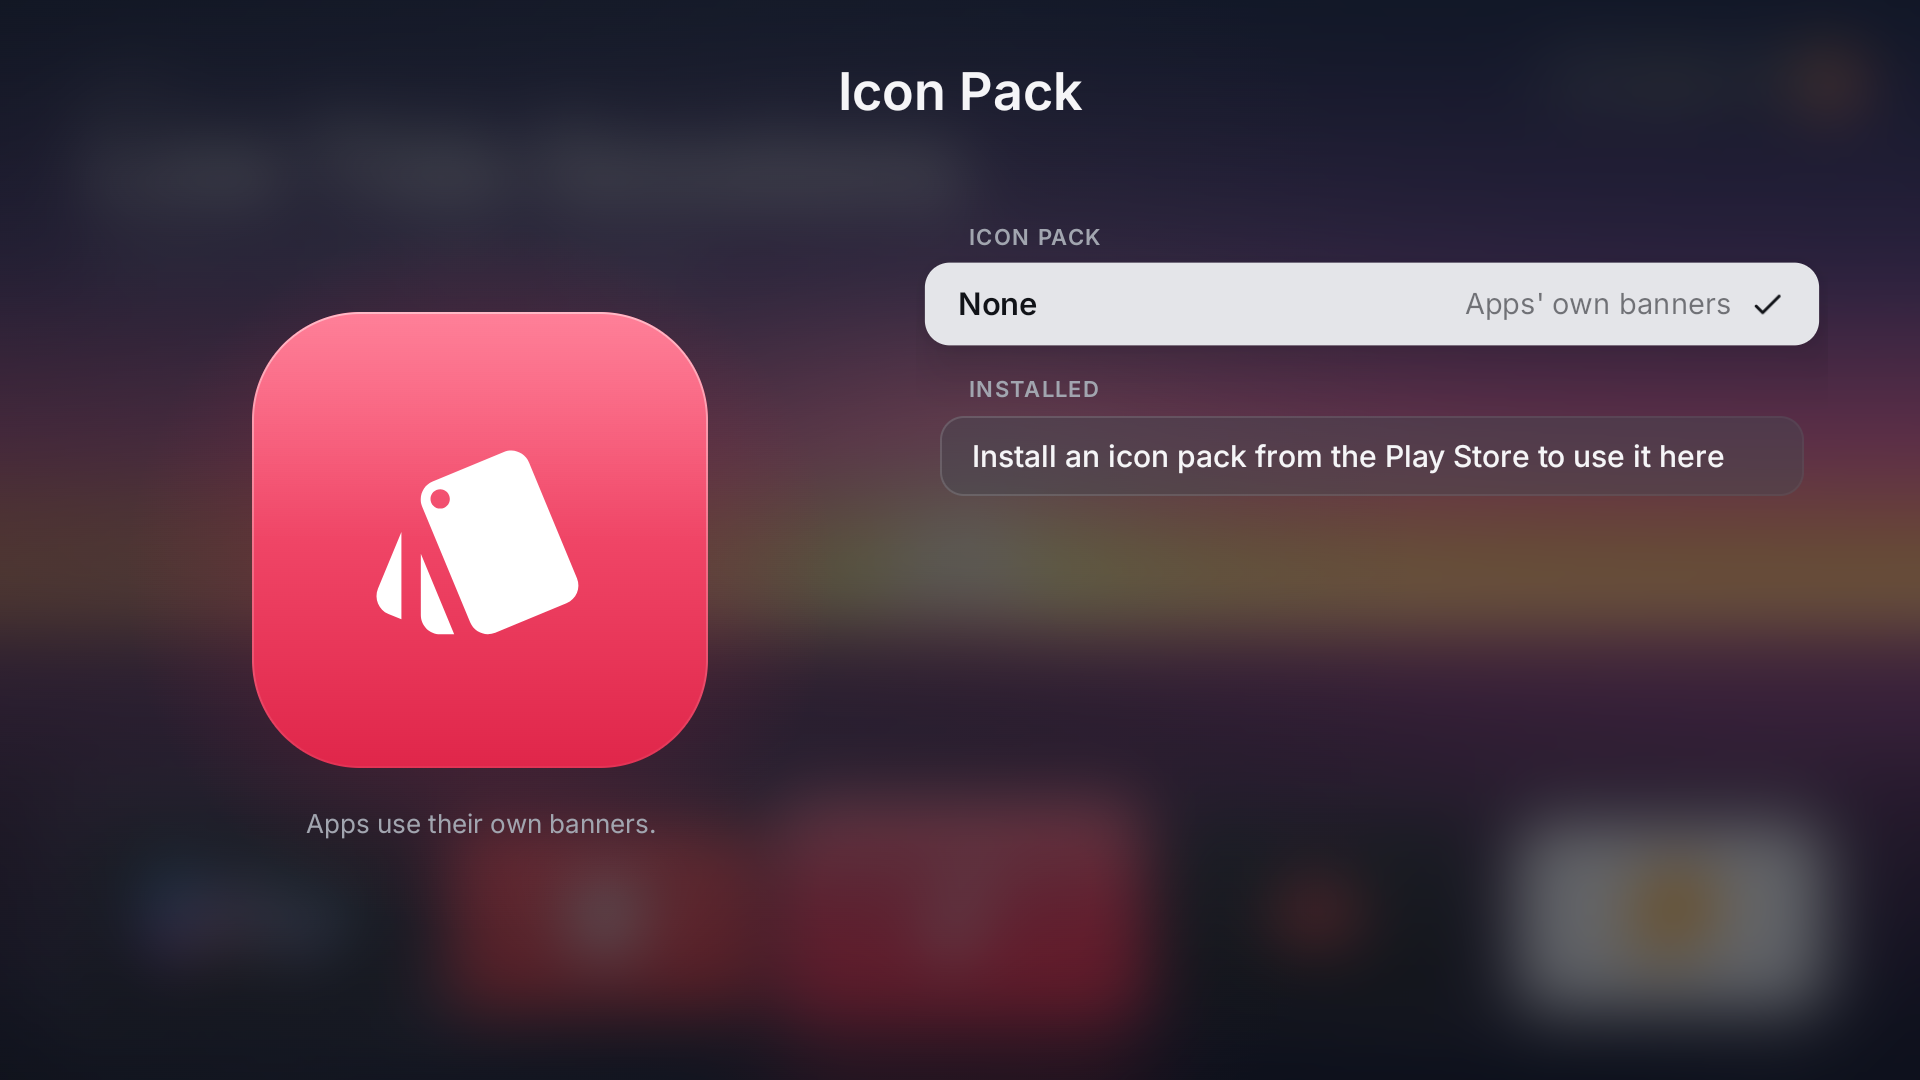 Icon Pack
ICON PACK
None
Apps' own banners
INSTALLED
Install an icon pack from the Play Store to use it here
Apps use their own banners.